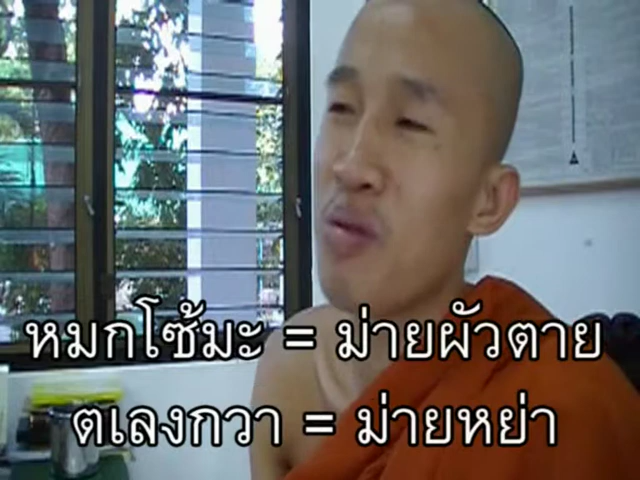 หมกโซ้มะ = ม่ายผัวตาย
ตเลงกวา = ม่ายหย่า